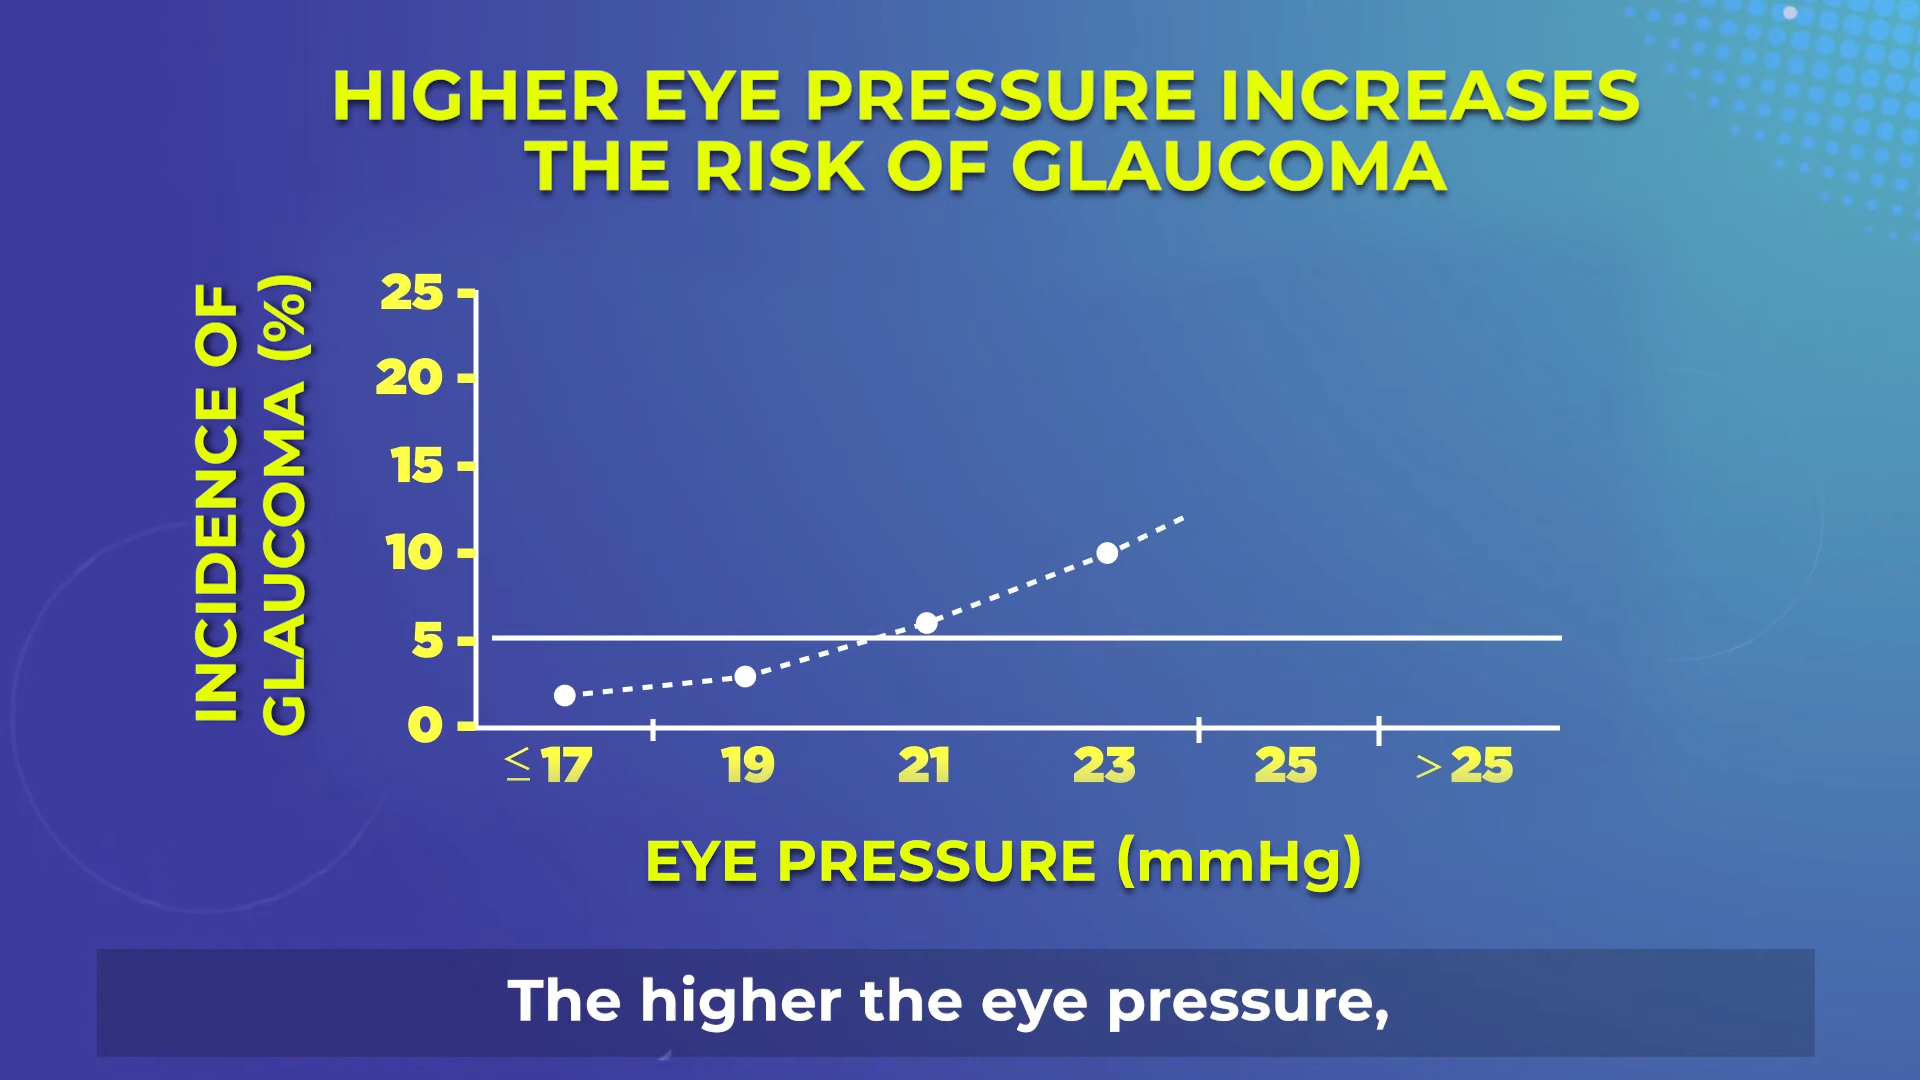 HIGHER EYE PRESSURE INCREASES
THE RISK OF GLAUCOMA
INCIDENCE OF
GLAUCOMA (%)
25
20
15
10
5
0
≤ 17
19
21
23
25
> 25
EYE PRESSURE (mmHg)
The higher the eye pressure,